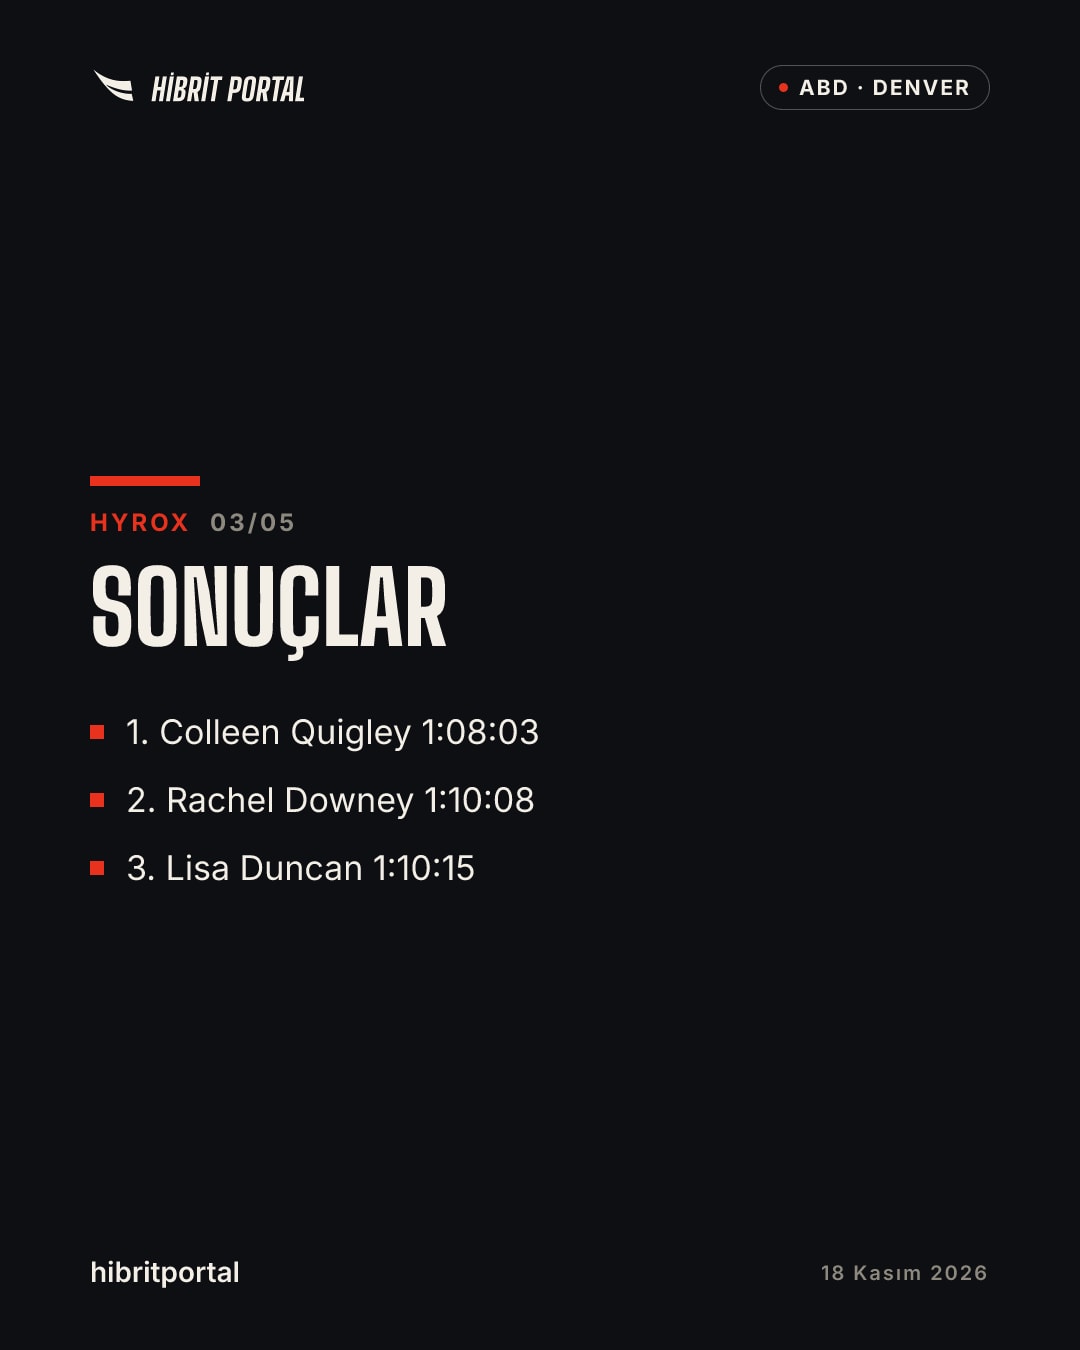 HİBRİT PORTAL
ABD · DENVER
HYROX 03/05
SONUÇLAR
1. Colleen Quigley 1:08:03
2. Rachel Downey 1:10:08
3. Lisa Duncan 1:10:15
hibritportal
18 Kasım 2026